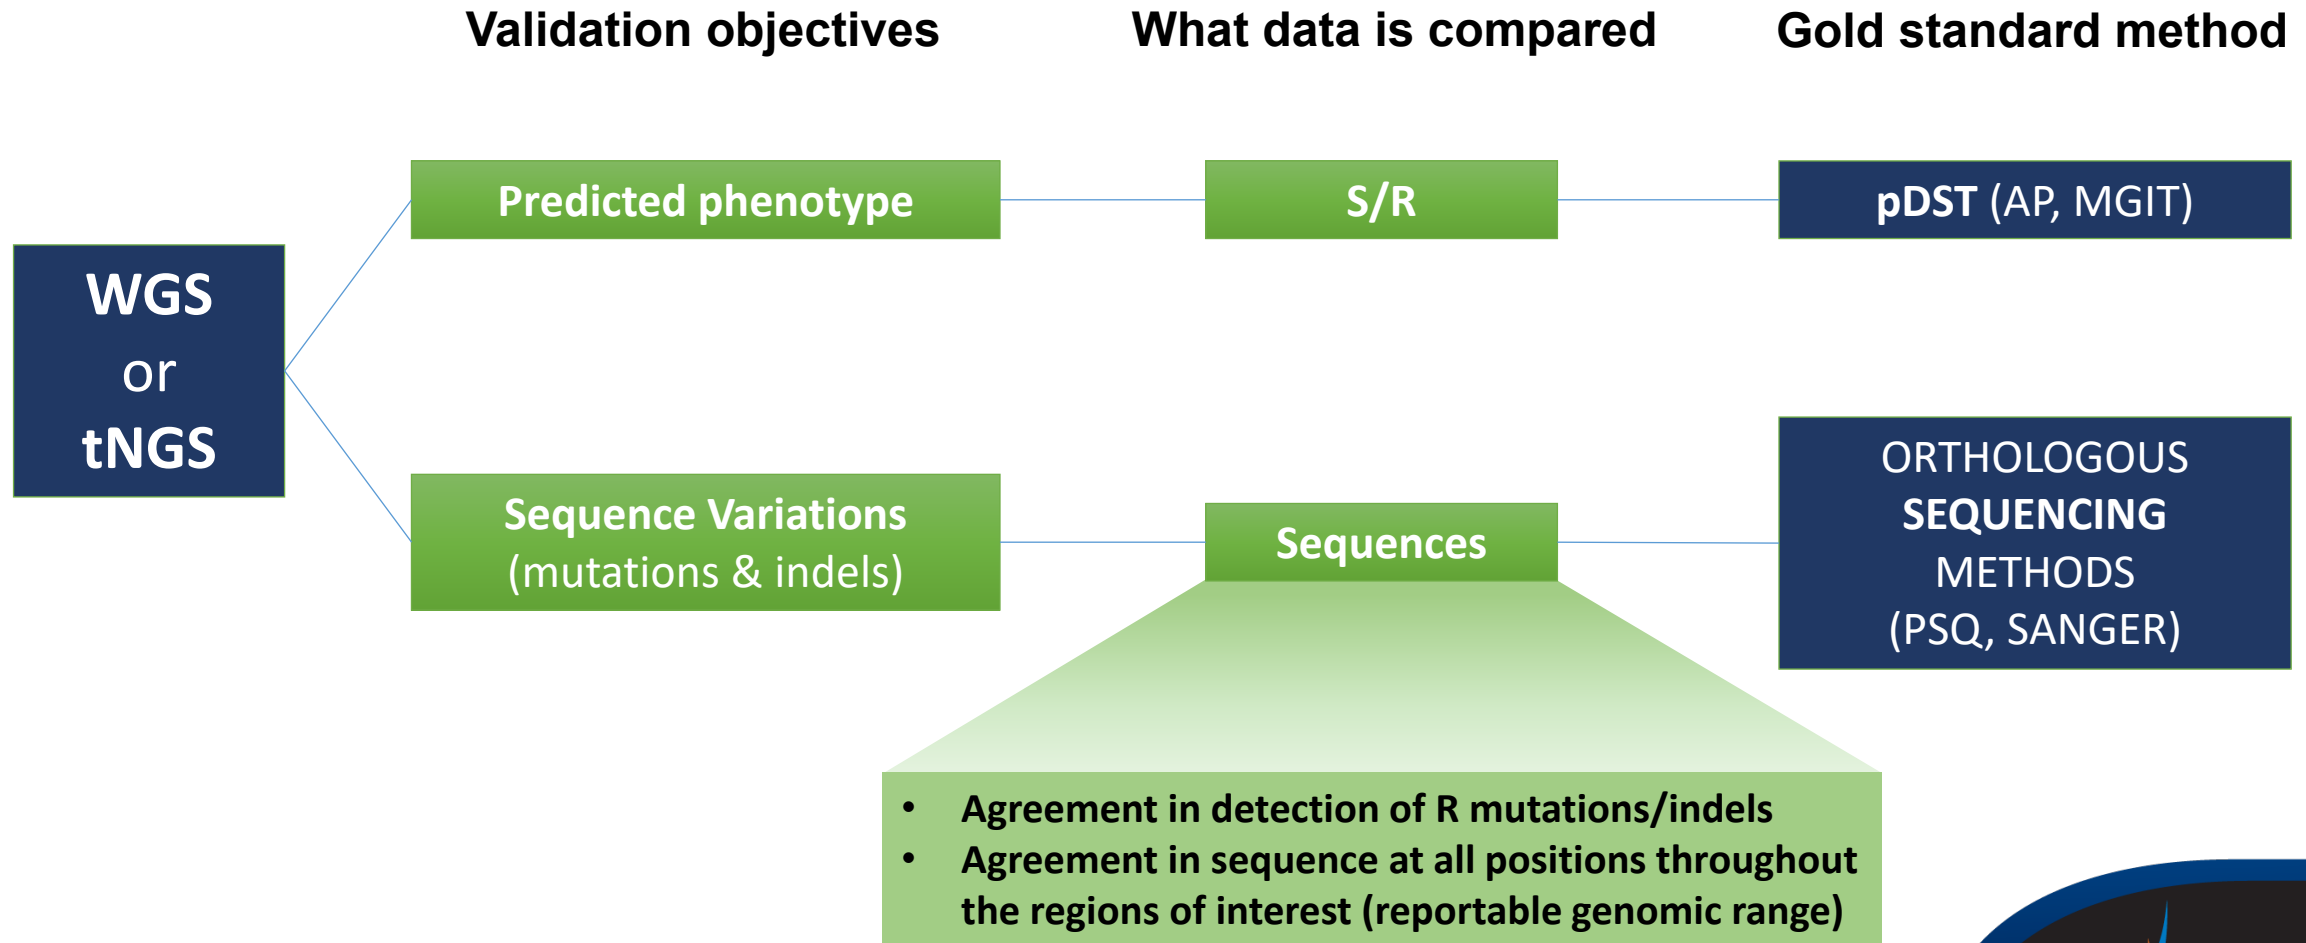 Validation objectives
What data is compared
Gold standard method
WGS
or
tNGS
Predicted phenotype
S/R
pDST (AP, MGIT)
Sequence Variations
(mutations & indels)
Sequences
ORTHOLOGOUS
SEQUENCING
METHODS
(PSQ, SANGER)
• Agreement in detection of R mutations/indels
• Agreement in sequence at all positions throughout
the regions of interest (reportable genomic range)